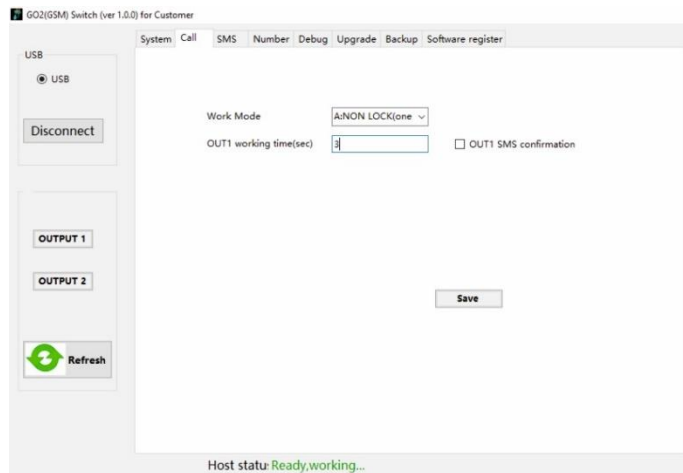 GO2(GSM) Switch (ver 1.0.0) for Customer
System Call SMS Number Debug Upgrade Backup Software register
USB
USB
Disconnect
Work Mode A:NON LOCK(one
OUT1 working time(sec) 3 OUT1 SMS confirmation
OUTPUT 1
OUTPUT 2
Save
Refresh
Host statu: Ready,working...